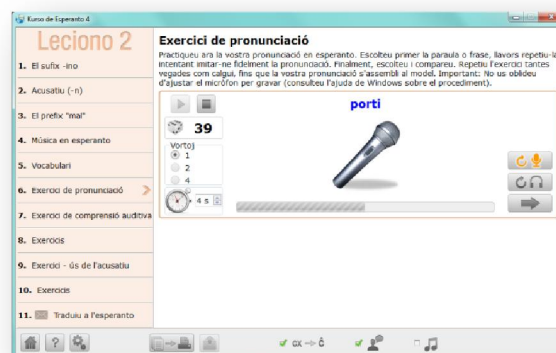 Kurso de Esperanto 4
Leciono 2
1. El sufix -ino
2. Acusatiu (-n)
3. El prefix "mal"
4. Música en esperanto
5. Vocabulari
6. Exercici de pronunciació
7. Exercici de comprensió auditiva
8. Exercicis
9. Exercici - ús de l'acusatiu
10. Exercicis
11. Traduïu a l'esperanto
Exercici de pronunciació
Practiqueu ara la vostra pronunciació en esperanto. Escolteu primer la paraula o frase, llavors repetiu-la
intentant imitar-ne fidelment la pronunciació. Finalment, escolteu i compareu. Repetiu l'exercici tantes
vegades com calgui, fins que la vostra pronunciació s'assembli al model. Important: No us oblideu
d'ajustar el micròfon per gravar (consulteu l'ajuda de Windows sobre el procediment).
porti
39
Vortoj
1
2
4
4 s
?
cx → ĉ